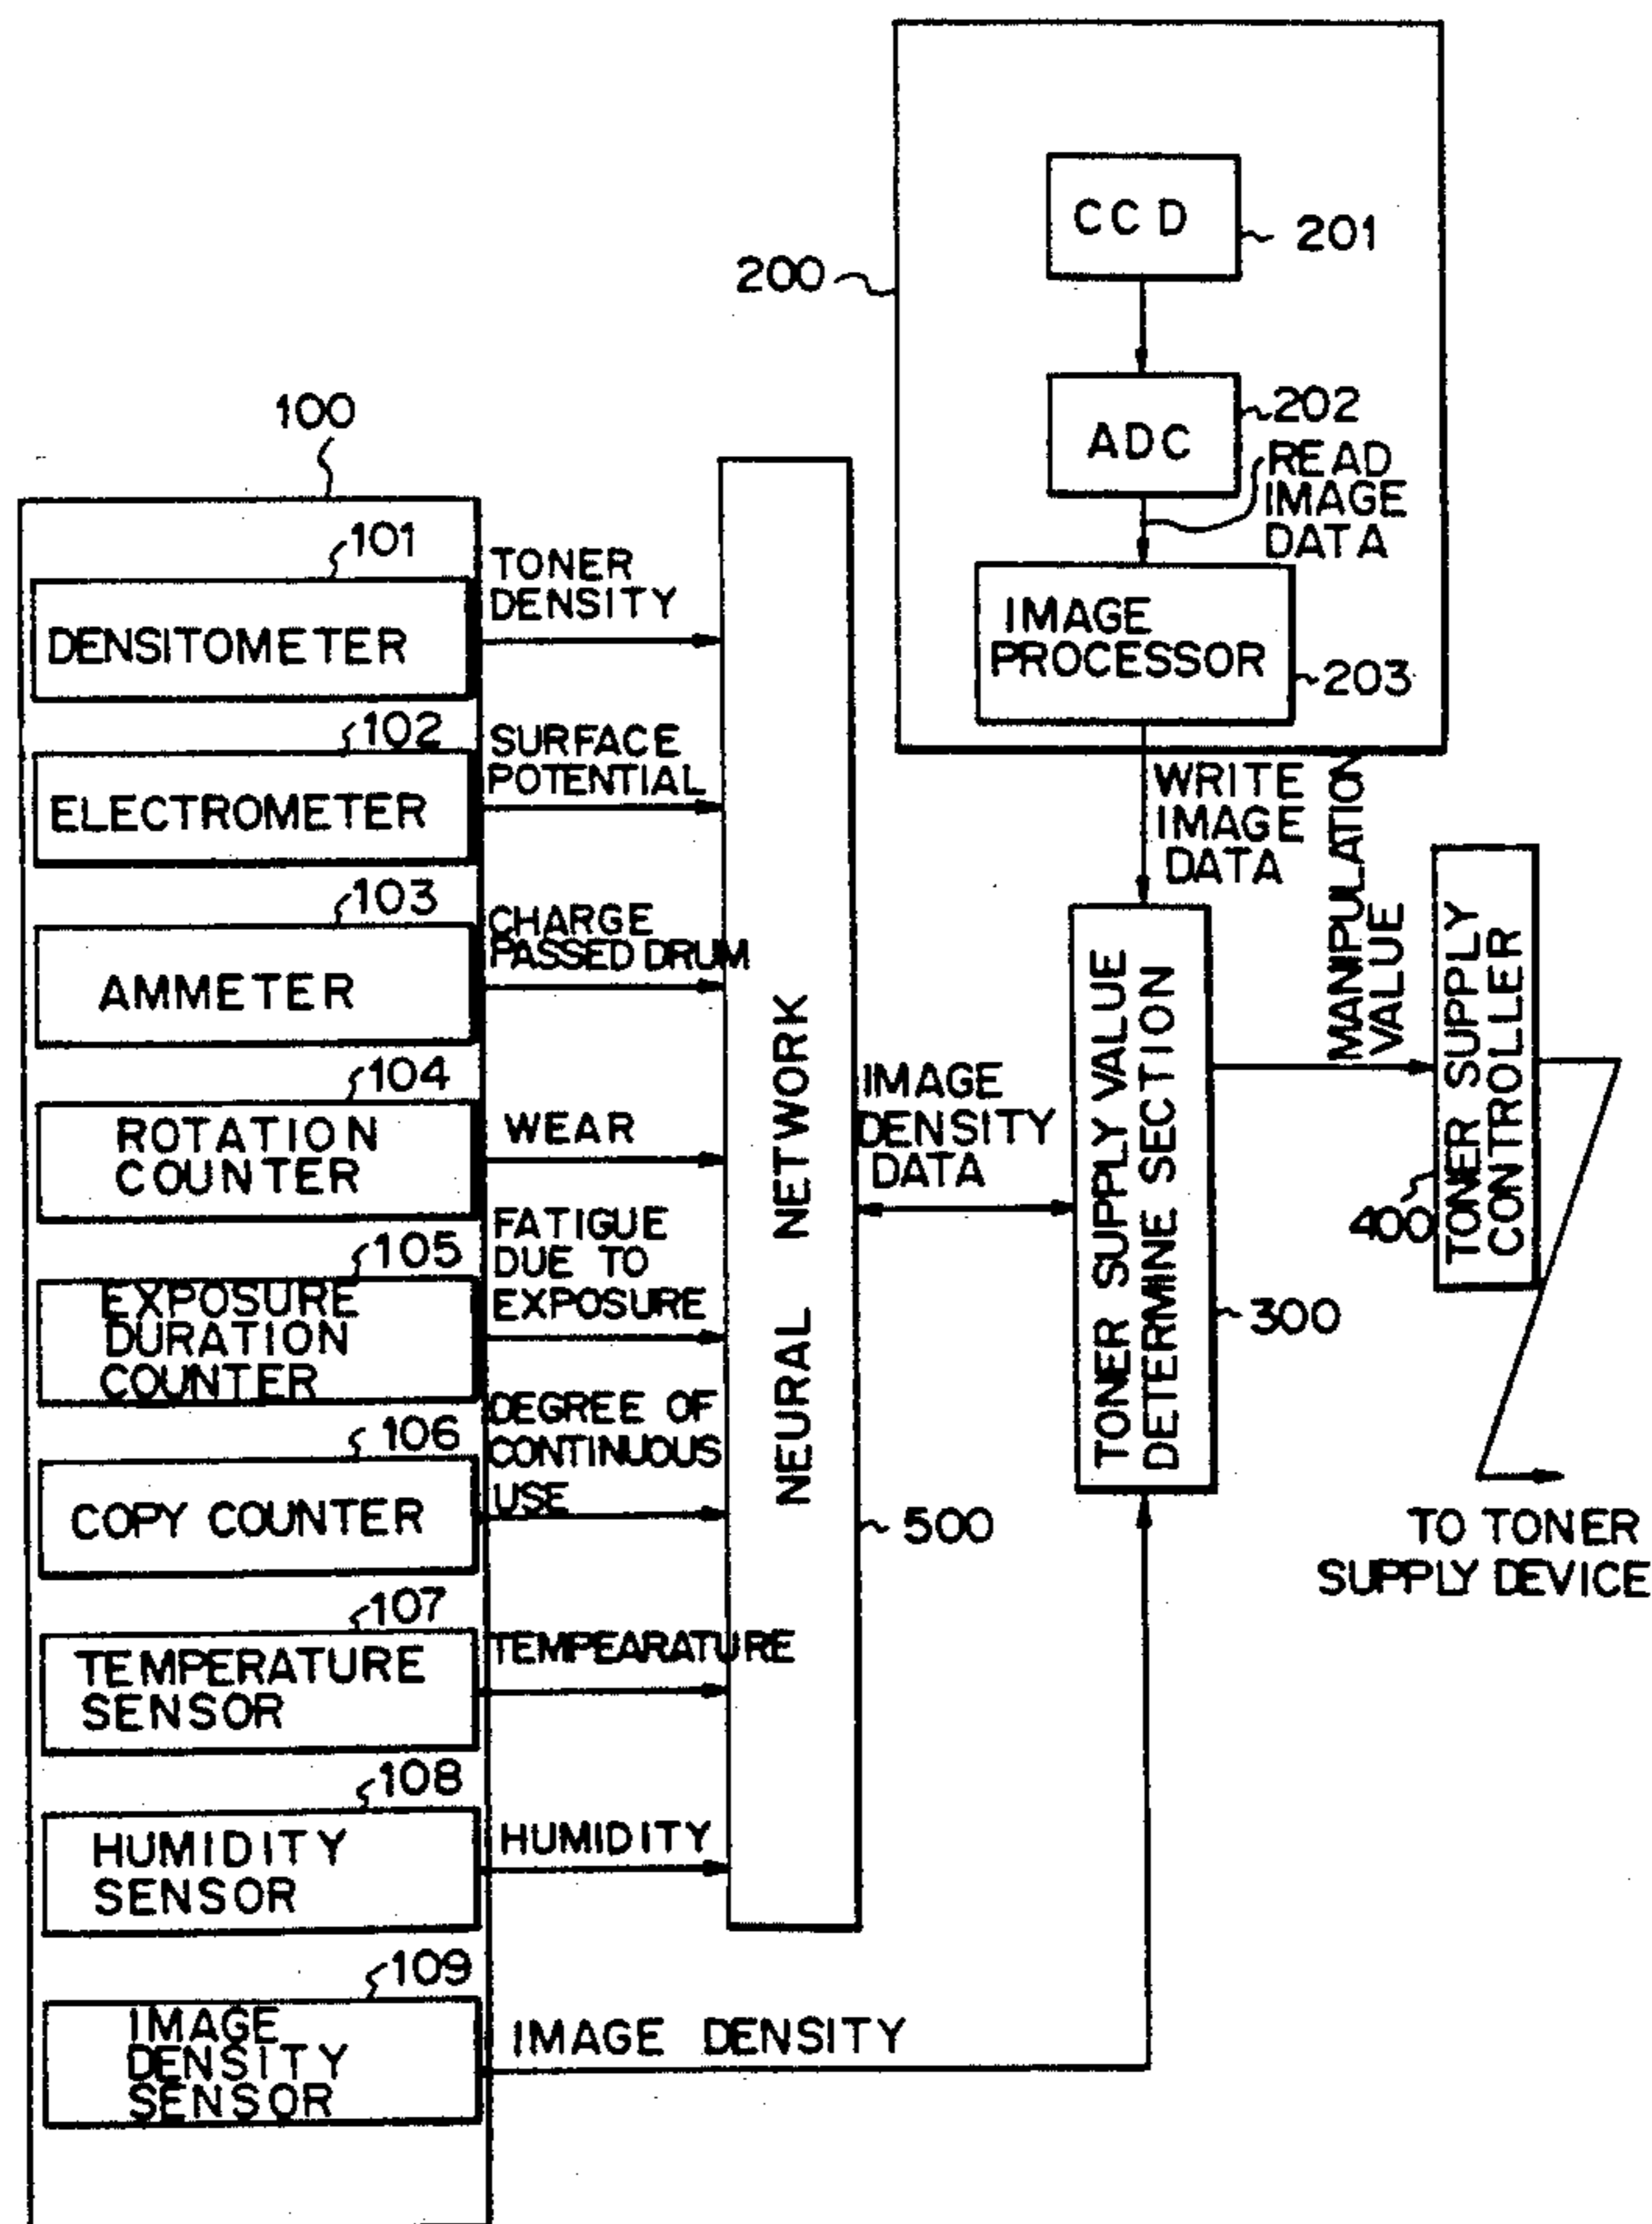 200
CCD
201
ADC
202
READ
IMAGE
DATA
IMAGE
PROCESSOR
203
WRITE
IMAGE
DATA
100
101
DENSITOMETER
TONER
DENSITY
102
ELECTROMETER
SURFACE
POTENTIAL
103
AMMETER
CHARGE
PASSED DRUM
104
ROTATION
COUNTER
WEAR
105
EXPOSURE
DURATION
COUNTER
FATIGUE
DUE TO
EXPOSURE
106
COPY COUNTER
DEGREE OF
CONTINUOUS
USE
107
TEMPERATURE
SENSOR
TEMPEARATURE
108
HUMIDITY
SENSOR
HUMIDITY
109
IMAGE
DENSITY
SENSOR
IMAGE DENSITY
NEURAL NETWORK
500
IMAGE
DENSITY
DATA
TONER SUPPLY VALUE
DETERMINE SECTION
300
MANIPULATION
VALUE
TONER SUPPLY
CONTROLLER
400
TO TONER
SUPPLY DEVICE